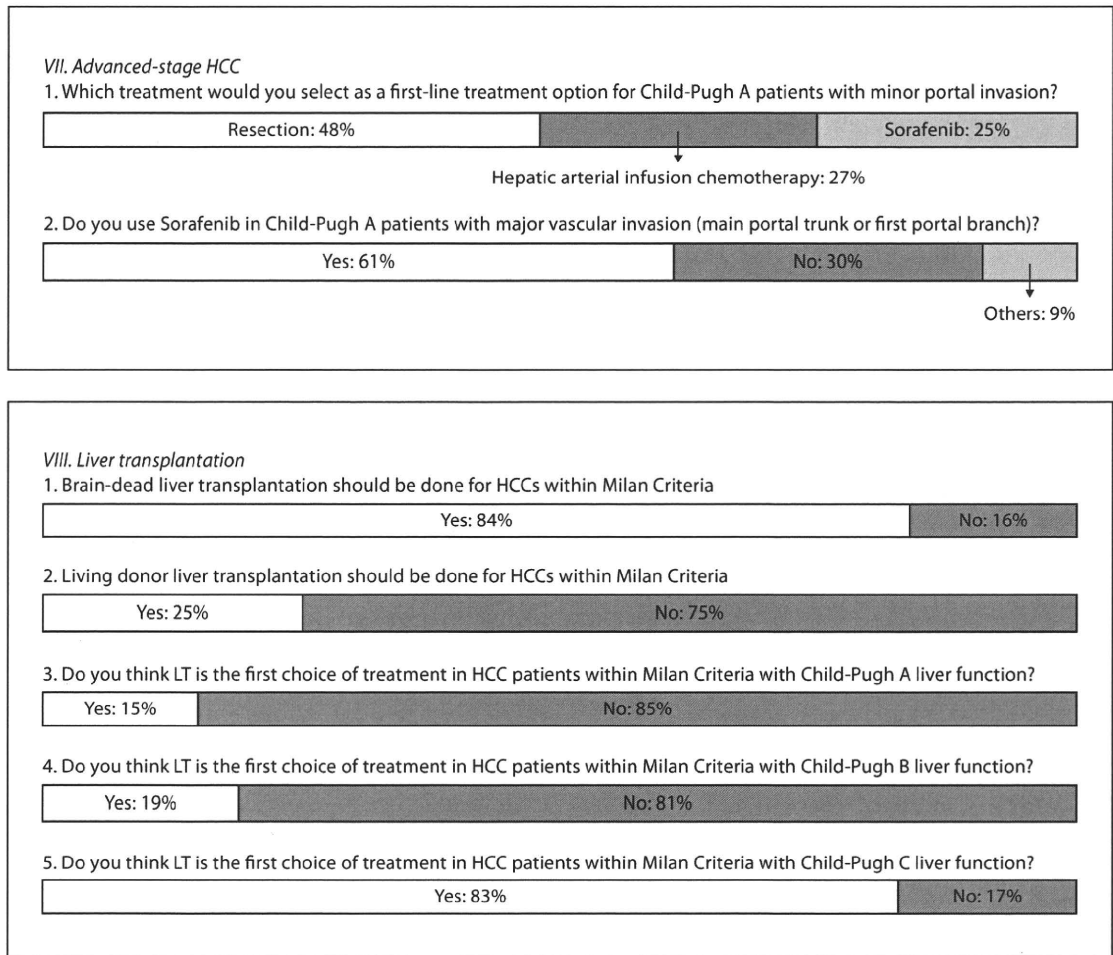 VII. Advanced-stage HCC
1. Which treatment would you select as a first-line treatment option for Child-Pugh A patients with minor portal invasion?
Resection: 48%
Sorafenib: 25%
Hepatic arterial infusion chemotherapy: 27%
2. Do you use Sorafenib in Child-Pugh A patients with major vascular invasion (main portal trunk or first portal branch)?
Yes: 61%
No: 30%
Others: 9%
VIII. Liver transplantation
1. Brain-dead liver transplantation should be done for HCCs within Milan Criteria
Yes: 84%
No: 16%
2. Living donor liver transplantation should be done for HCCs within Milan Criteria
Yes: 25%
No: 75%
3. Do you think LT is the first choice of treatment in HCC patients within Milan Criteria with Child-Pugh A liver function?
Yes: 15%
No: 85%
4. Do you think LT is the first choice of treatment in HCC patients within Milan Criteria with Child-Pugh B liver function?
Yes: 19%
No: 81%
5. Do you think LT is the first choice of treatment in HCC patients within Milan Criteria with Child-Pugh C liver function?
Yes: 83%
No: 17%